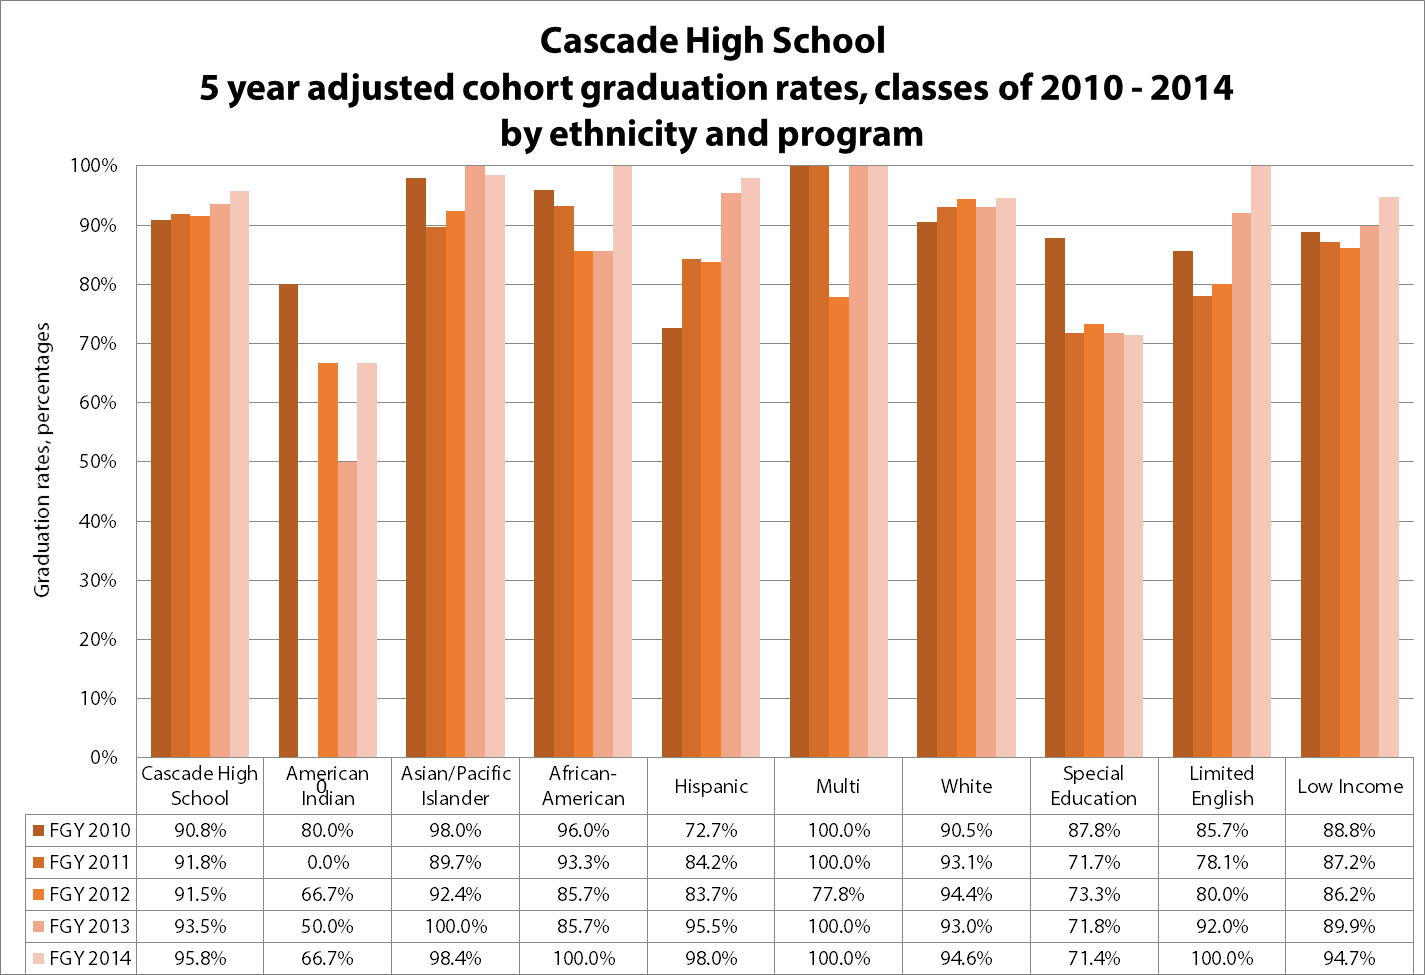 Cascade High School
5 year adjusted cohort graduation rates, classes of 2010 - 2014
by ethnicity and program
Graduation rates, percentages
100%
90%
80%
70%
60%
50%
40%
30%
20%
10%
0%
Cascade High School American Indian Asian/Pacific Islander African-American Hispanic Multi White Special Education Limited English Low Income
0
FGY 2010 90.8% 80.0% 98.0% 96.0% 72.7% 100.0% 90.5% 87.8% 85.7% 88.8%
FGY 2011 91.8% 0.0% 89.7% 93.3% 84.2% 100.0% 93.1% 71.7% 78.1% 87.2%
FGY 2012 91.5% 66.7% 92.4% 85.7% 83.7% 77.8% 94.4% 73.3% 80.0% 86.2%
FGY 2013 93.5% 50.0% 100.0% 85.7% 95.5% 100.0% 93.0% 71.8% 92.0% 89.9%
FGY 2014 95.8% 66.7% 98.4% 100.0% 98.0% 100.0% 94.6% 71.4% 100.0% 94.7%